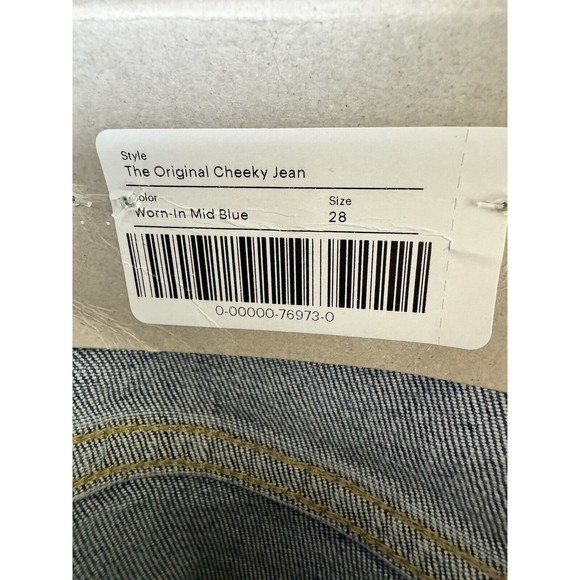 Style
The Original Cheeky Jean
Color Size
Worn-In Mid Blue 28
0-00000-76973-0